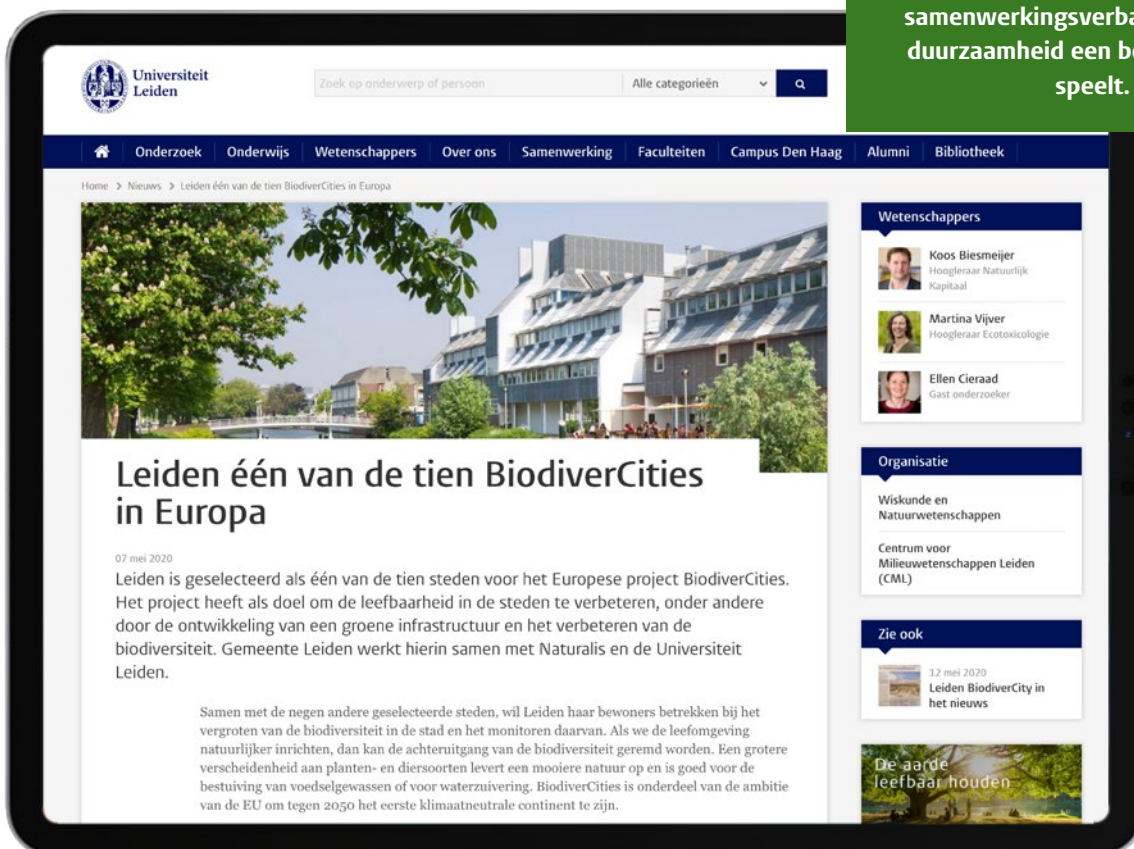 samenwerkingsverba
duurzaamheid een be
speelt.
Universiteit
Leiden
Zoek op onderwerp of persoon
Alle categorieën
Onderzoek Onderwijs Wetenschappers Over ons Samenwerking Faculteiten Campus Den Haag Alumni Bibliotheek
Home > Nieuws > Leiden één van de tien BiodiverCities in Europa
Leiden één van de tien BiodiverCities
in Europa
07 mei 2020
Leiden is geselecteerd als één van de tien steden voor het Europese project BiodiverCities.
Het project heeft als doel om de leefbaarheid in de steden te verbeteren, onder andere
door de ontwikkeling van een groene infrastructuur en het verbeteren van de
biodiversiteit. Gemeente Leiden werkt hierin samen met Naturalis en de Universiteit
Leiden.
Samen met de negen andere geselecteerde steden, wil Leiden haar bewoners betrekken bij het
vergroten van de biodiversiteit in de stad en het monitoren daarvan. Als we de leefomgeving
natuurlijker inrichten, dan kan de achteruitgang van de biodiversiteit geremd worden. Een grotere
verscheidenheid aan planten- en diersoorten levert een mooiere natuur op en is goed voor de
bestuiving van voedselgewassen of voor waterzuivering. BiodiverCities is onderdeel van de ambitie
van de EU om tegen 2050 het eerste klimaatneutrale continent te zijn.
Wetenschappers
Koos Biesmeijer
Hoogleraar Natuurlijk
Kapitaal
Martina Vijver
Hoogleraar Ecotoxicologie
Ellen Cieraad
Gast onderzoeker
Organisatie
Wiskunde en
Natuurwetenschappen
Centrum voor
Milieuwetenschappen Leiden
(CML)
Zie ook
12 mei 2020
Leiden BiodiverCity in
het nieuws
De aarde
leefbaar houden